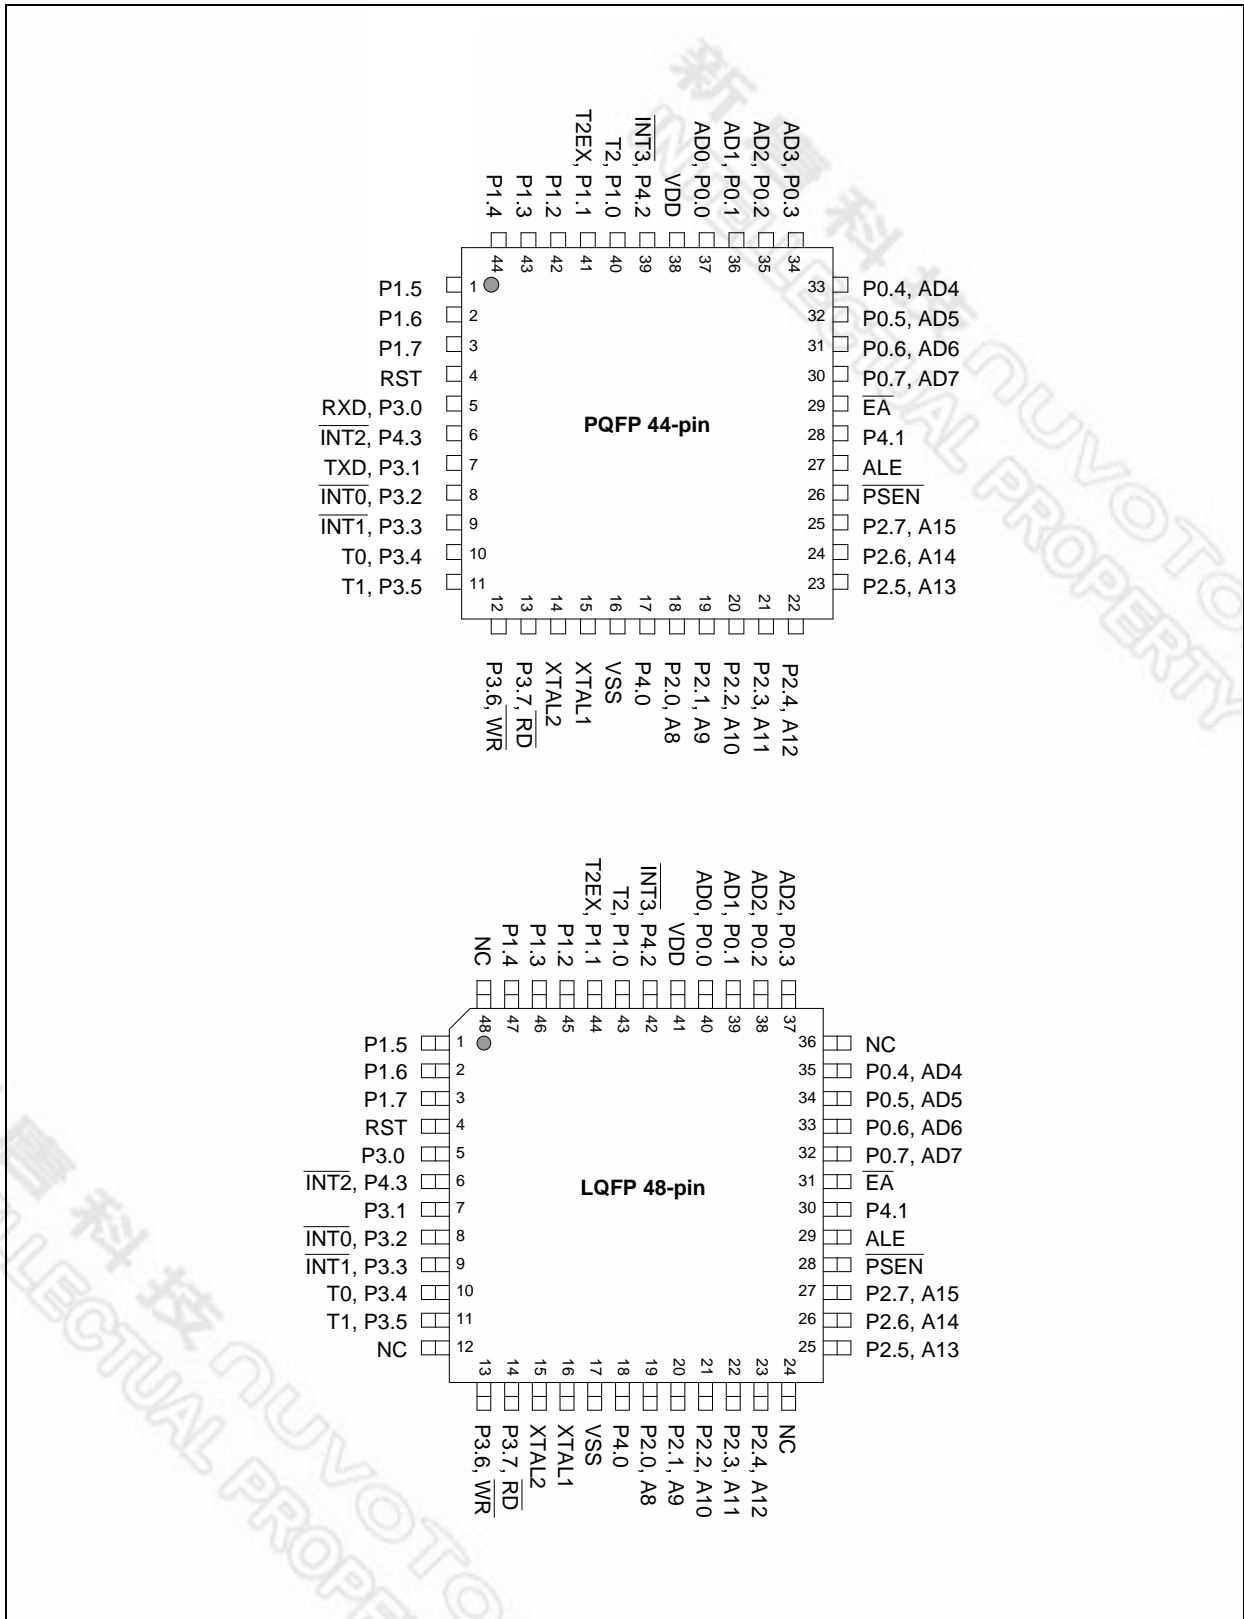 新唐科技 nuvoTo
INTELLECTUAL PROPERTY
P1.4
P1.3
P1.2
T2EX, P1.1
T2, P1.0
INT3, P4.2
VDD
AD0, P0.0
AD1, P0.1
AD2, P0.2
AD3, P0.3
44
43
42
41
40
39
38
37
36
35
34
P1.5 1
P1.6 2
P1.7 3
RST 4
RXD, P3.0 5
INT2, P4.3 6
TXD, P3.1 7
INT0, P3.2 8
INT1, P3.3 9
T0, P3.4 10
T1, P3.5 11
PQFP 44-pin
33 P0.4, AD4
32 P0.5, AD5
31 P0.6, AD6
30 P0.7, AD7
29 EA
28 P4.1
27 ALE
26 PSEN
25 P2.7, A15
24 P2.6, A14
23 P2.5, A13
12
13
14
15
16
17
18
19
20
21
22
P3.6, WR
P3.7, RD
XTAL2
XTAL1
VSS
P4.0
P2.0, A8
P2.1, A9
P2.2, A10
P2.3, A11
P2.4, A12
NC
P1.4
P1.3
P1.2
T2EX, P1.1
T2, P1.0
INT3, P4.2
VDD
AD0, P0.0
AD1, P0.1
AD2, P0.2
AD2, P0.3
48
47
46
45
44
43
42
41
40
39
38
37
P1.5 1
P1.6 2
P1.7 3
RST 4
P3.0 5
INT2, P4.3 6
P3.1 7
INT0, P3.2 8
INT1, P3.3 9
T0, P3.4 10
T1, P3.5 11
NC 12
LQFP 48-pin
36 NC
35 P0.4, AD4
34 P0.5, AD5
33 P0.6, AD6
32 P0.7, AD7
31 EA
30 P4.1
29 ALE
28 PSEN
27 P2.7, A15
26 P2.6, A14
25 P2.5, A13
13
14
15
16
17
18
19
20
21
22
23
24
P3.6, WR
P3.7, RD
XTAL2
XTAL1
VSS
P4.0
P2.0, A8
P2.1, A9
P2.2, A10
P2.3, A11
P2.4, A12
NC
唐科技 nuvoTo
LLECTUAL PROPE